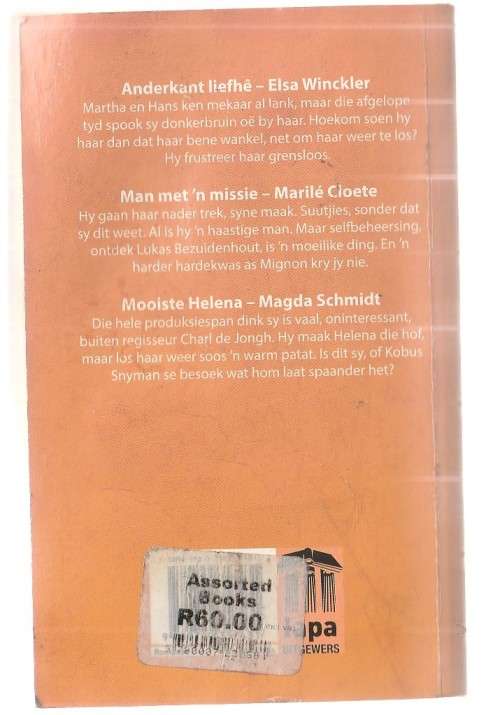 Anderkant liefhê – Elsa Winckler
Martha en Hans ken mekaar al lank, maar die afgelope
tyd spook sy donkerbruin oë by haar. Hoekom soen hy
haar dan dat haar bene wankel, net om haar weer te los?
Hy frustreer haar grensloos.
Man met 'n missie – Marilé Cloete
Hy gaan haar nader trek, syne maak. Suutjies, sonder dat
sy dit weet. Al is hy 'n haastige man. Maar selfbeheersing,
ontdek Lukas Bezuidenhout, is 'n moeilike ding. En 'n
harder hardekwas as Mignon kry jy nie.
Mooiste Helena – Magda Schmidt
Die hele produksiespan dink sy is vaal, oninteressant,
buiten regisseur Charl de Jongh. Hy maak Helena die hof,
maar los haar weer soos 'n warm patat. Is dit sy, of Kobus
Snyman se besoek wat hom laat spaander het?
Assorted
Books
R60.00